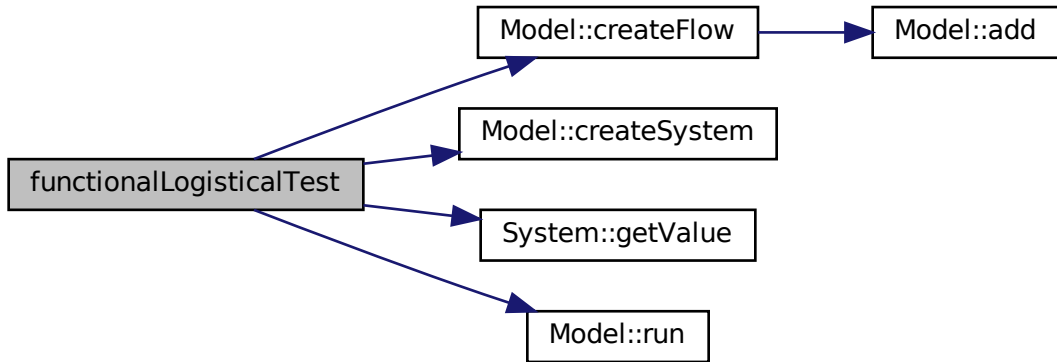 Model::createFlow
Model::add
Model::createSystem
functionalLogisticalTest
System::getValue
Model::run